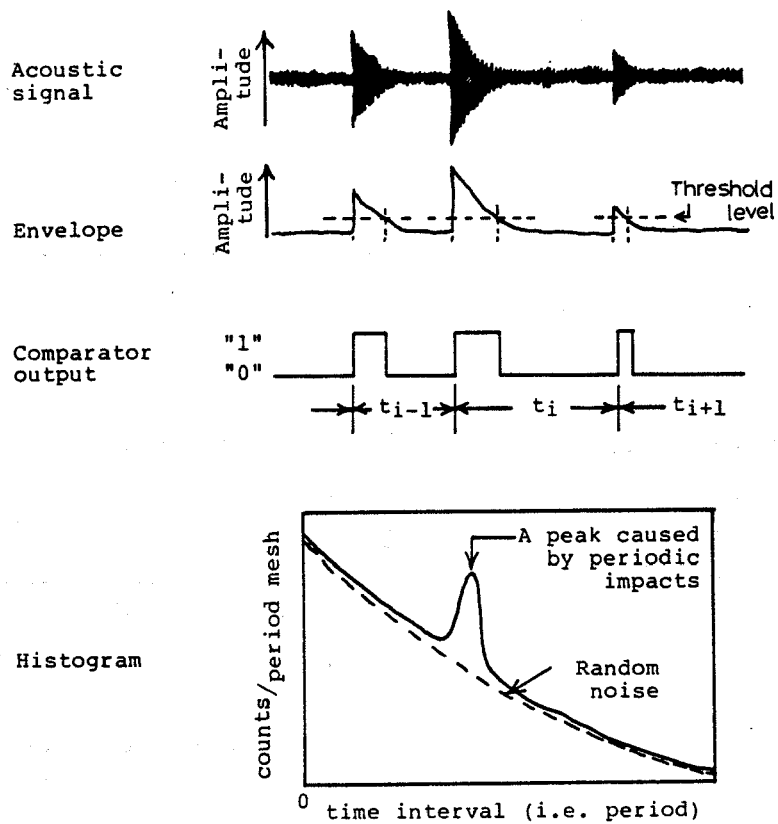 Acoustic
signal
Ampli-
tude
Envelope
Ampli-
tude
Threshold
level
Comparator
output
"1"
"0"
ti-1
ti
ti+1
Histogram
counts/period mesh
A peak caused
by periodic
impacts
Random
noise
0
time interval (i.e. period)